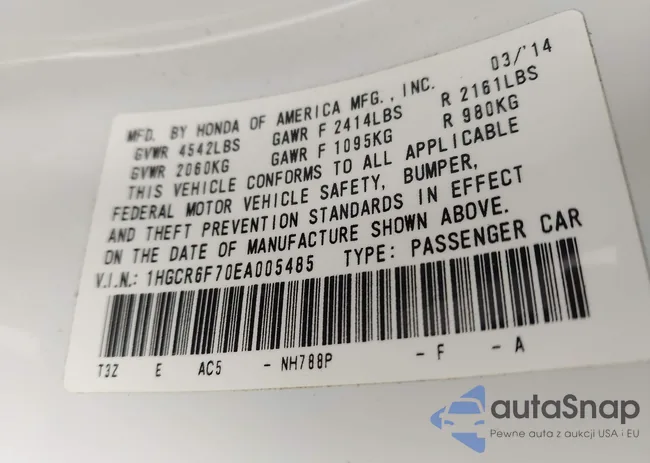 MFD. BY HONDA OF AMERICA MFG., INC. 03/'14
GVWR 4542LBS GAWR F 2414LBS R 2161LBS
GVWR 2060KG GAWR F 1095KG R 980KG
THIS VEHICLE CONFORMS TO ALL APPLICABLE
FEDERAL MOTOR VEHICLE SAFETY, BUMPER,
AND THEFT PREVENTION STANDARDS IN EFFECT
ON THE DATE OF MANUFACTURE SHOWN ABOVE.
V.I.N.: 1HGCR6F70EA005485 TYPE: PASSENGER CAR
T3Z E AC5 - NH788P - F - A
autaSnap
Pewne auta z aukcji USA i EU